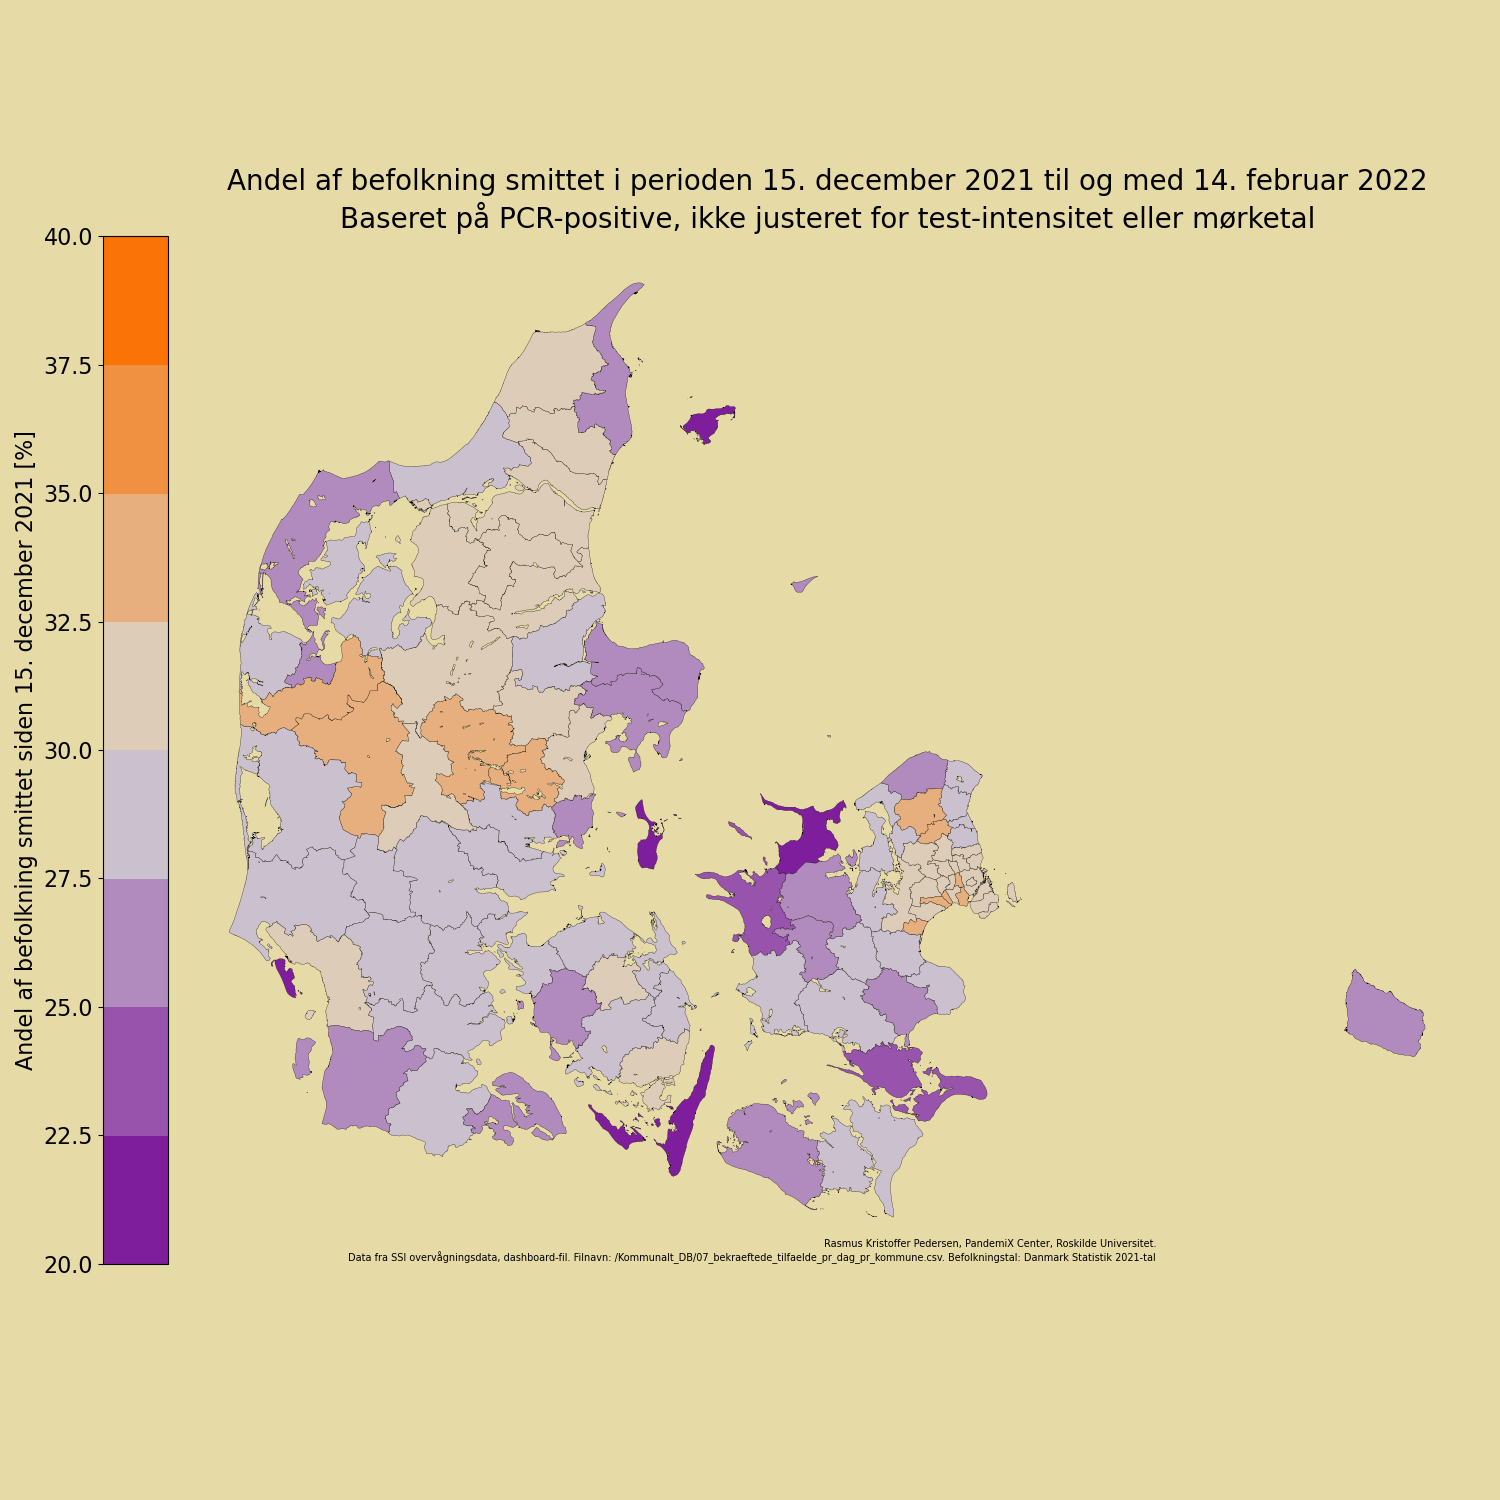 Andel af befolkning smittet i perioden 15. december 2021 til og med 14. februar 2022
Baseret på PCR-positive, ikke justeret for test-intensitet eller mørketal
Andel af befolkning smittet siden 15. december 2021 [%]
40.0
37.5
35.0
32.5
30.0
27.5
25.0
22.5
20.0
Rasmus Kristoffer Pedersen, PandemiX Center, Roskilde Universitet.
Data fra SSI overvågningsdata, dashboard-fil. Filnavn: /Kommunalt_DB/07_bekraeftede_tilfaelde_pr_dag_pr_kommune.csv. Befolkningstal: Danmark Statistik 2021-tal